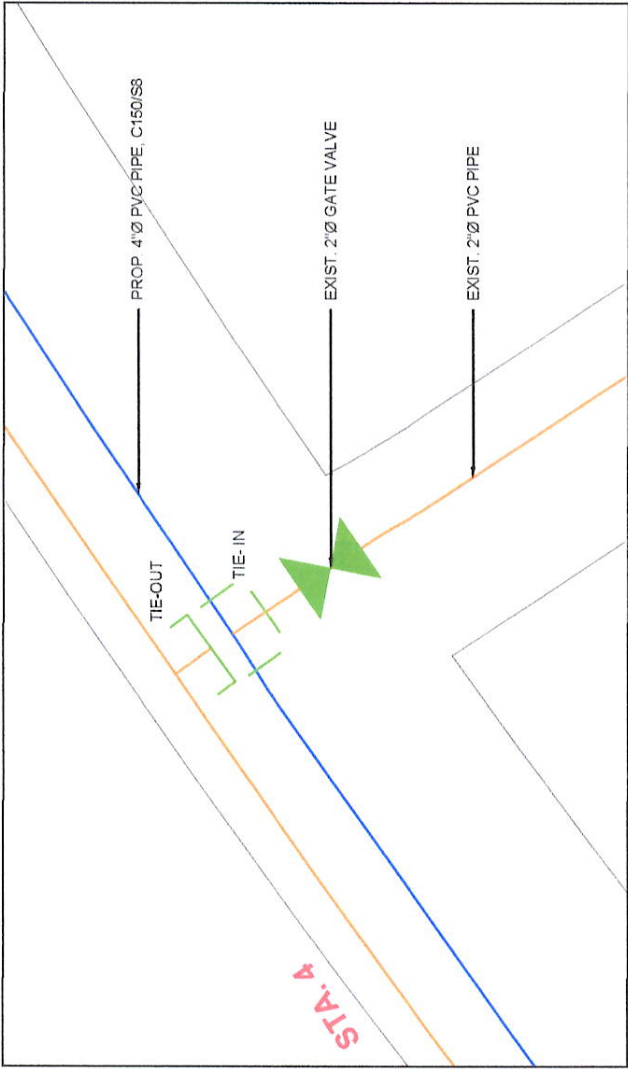 PROP. 4"Ø PVC PIPE, C150/S8
EXIST. 2"Ø GATE VALVE
EXIST. 2"Ø PVC PIPE
TIE-OUT
TIE- IN
STA. 4